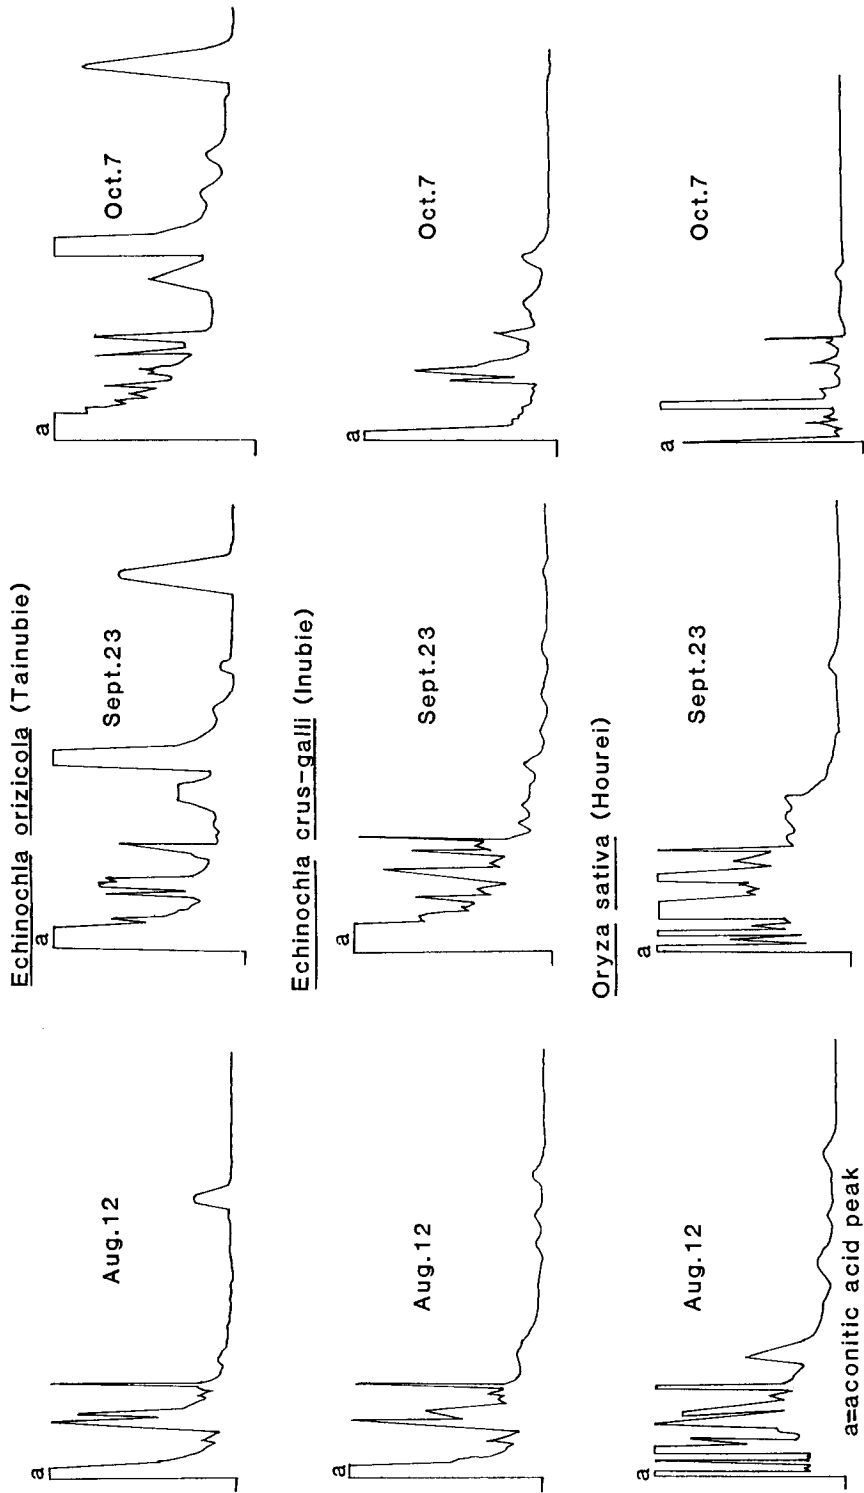 Echinochla orizicola (Tainubie)
a
Aug.12
a
Sept.23
a
Oct.7
Echinochla crus-galli (Inubie)
a
Aug.12
a
Sept.23
a
Oct.7
Oryza sativa (Hourei)
a
Aug.12
a
Sept.23
a
Oct.7
a=aconitic acid peak